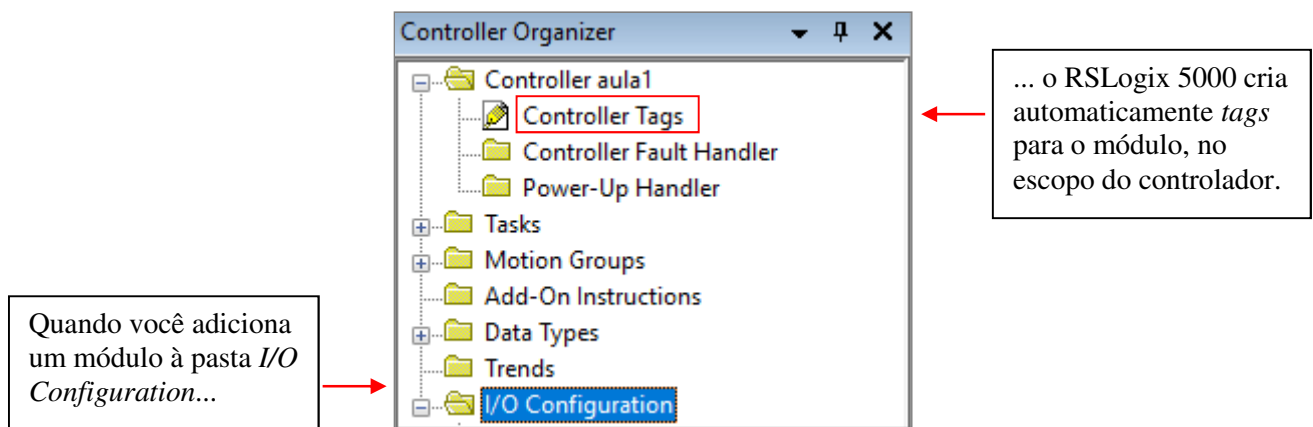 Controller Organizer
Controller aula1
Controller Tags
Controller Fault Handler
Power-Up Handler
Tasks
Motion Groups
Add-On Instructions
Data Types
Trends
I/O Configuration
... o RSLogix 5000 cria
automaticamente tags
para o módulo, no
escopo do controlador.
Quando você adiciona
um módulo à pasta I/O
Configuration...